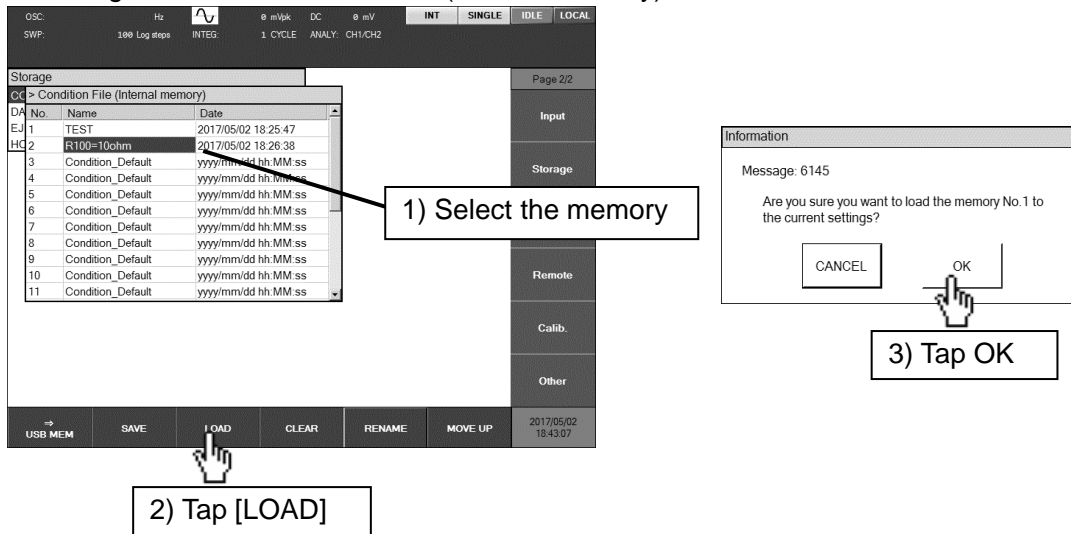 OSC: Hz 0 mVpk DC 0 mV INT SINGLE IDLE LOCAL
SWP: 100 Log steps INTEG: 1 CYCLE ANALY: CH1/CH2
Storage
> Condition File (Internal memory)
No. Name Date
1 TEST 2017/05/02 18:25:47
2 R100=10ohm 2017/05/02 18:26:38
3 Condition_Default yyyy/mm/dd hh:MM:ss
4 Condition_Default yyyy/mm/dd hh:MM:ss
5 Condition_Default yyyy/mm/dd hh:MM:ss
6 Condition_Default yyyy/mm/dd hh:MM:ss
7 Condition_Default yyyy/mm/dd hh:MM:ss
8 Condition_Default yyyy/mm/dd hh:MM:ss
9 Condition_Default yyyy/mm/dd hh:MM:ss
10 Condition_Default yyyy/mm/dd hh:MM:ss
11 Condition_Default yyyy/mm/dd hh:MM:ss
Page 2/2
Input
Storage
Remote
Calib.
Other
⇒
USB MEM SAVE LOAD CLEAR RENAME MOVE UP
2017/05/02
18:43:07
1) Select the memory
2) Tap [LOAD]
Information
Message: 6145
Are you sure you want to load the memory No.1 to
the current settings?
CANCEL OK
3) Tap OK